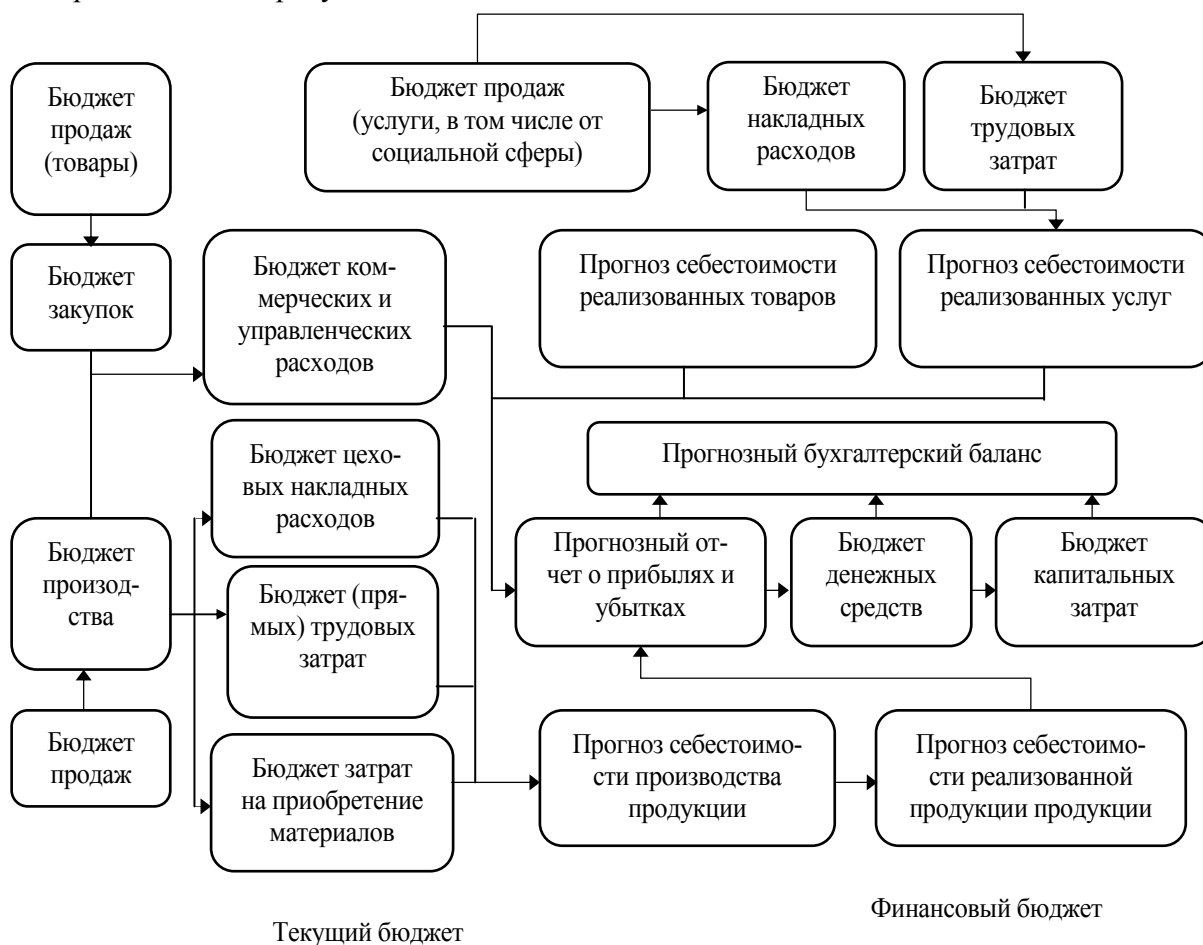 Бюджет
продаж
(товары)
Бюджет продаж
(услуги, в том числе от
социальной сферы)
Бюджет
накладных
расходов
Бюджет
трудовых
затрат
Бюджет
закупок
Бюджет ком-
мерческих и
управленческих
расходов
Прогноз себестоимости
реализованных товаров
Прогноз себестоимости
реализованных услуг
Бюджет цехо-
вых накладных
расходов
Прогнозный бухгалтерский баланс
Бюджет
произод-
ства
Прогнозный от-
чет о прибылях и
убытках
Бюджет
денежных
средств
Бюджет
капитальных
затрат
Бюджет (пря-
мых) трудовых
затрат
Бюджет
продаж
Бюджет затрат
на приобретение
материалов
Прогноз себестоимо-
сти производства
продукции
Прогноз себестоимо-
сти реализованной
продукции продукции
Текущий бюджет
Финансовый бюджет